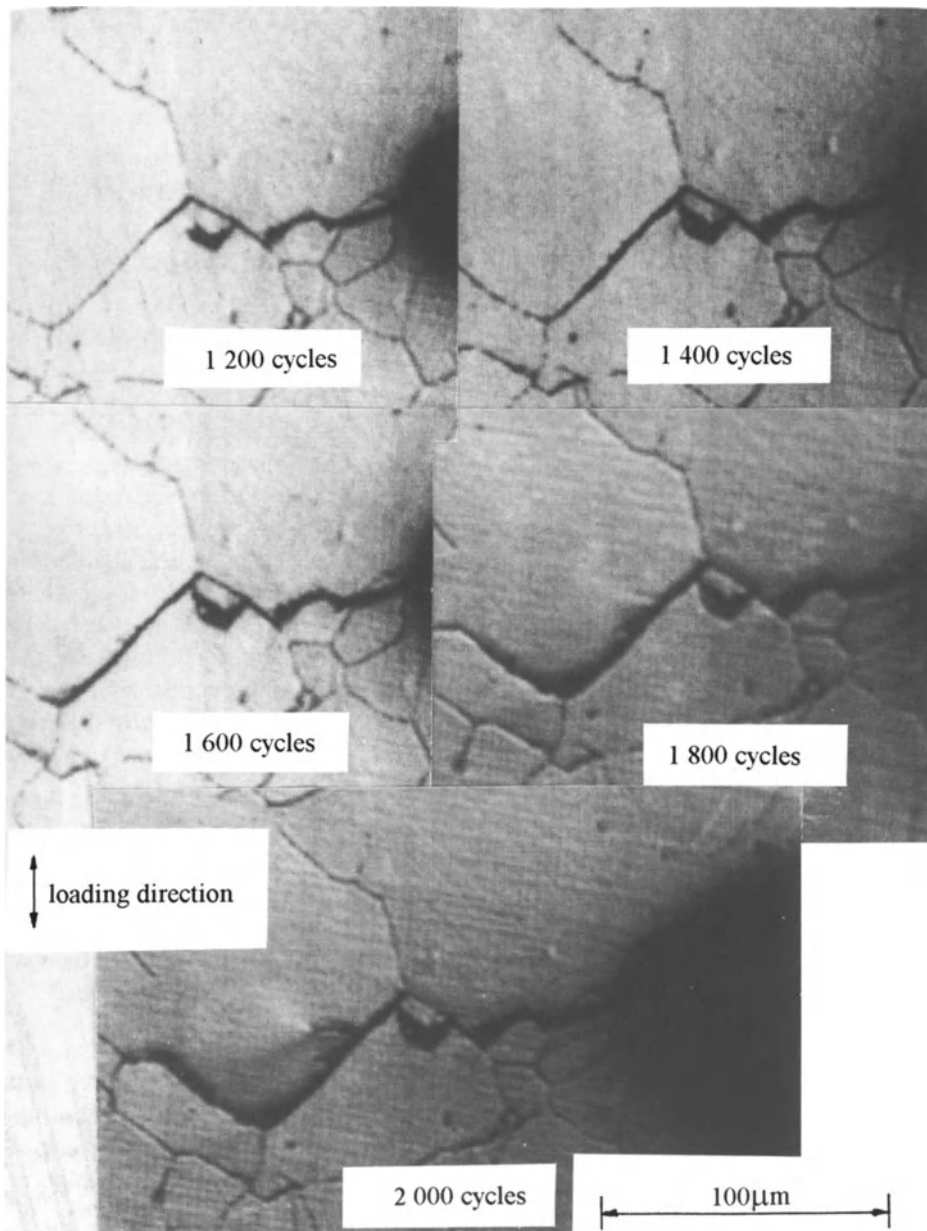 1 200 cycles
1 400 cycles
1 600 cycles
1 800 cycles
loading direction
2 000 cycles
100μm